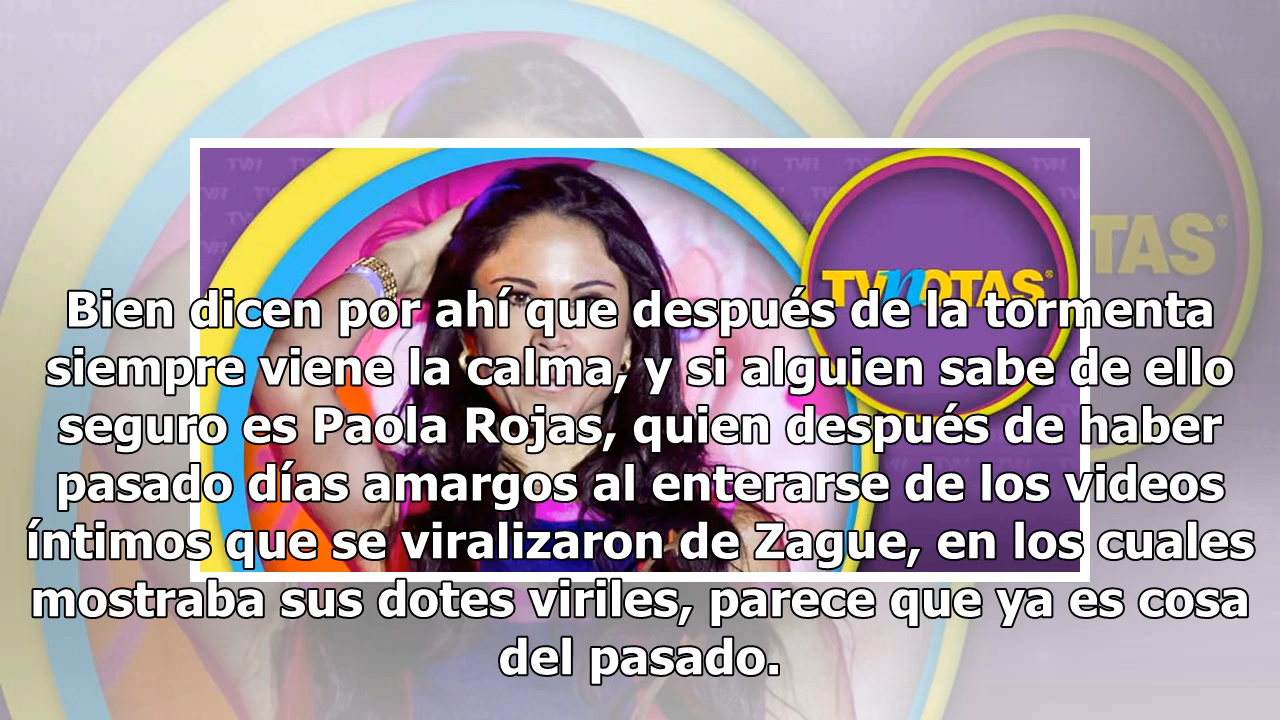 TVNOTAS®
TAS®
Bien dicen por ahí que después de la tormenta
siempre viene la calma, y si alguien sabe de ello
seguro es Paola Rojas, quien después de haber
pasado días amargos al enterarse de los videos
íntimos que se viralizaron de Zague, en los cuales
mostraba sus dotes viriles, parece que ya es cosa
del pasado.